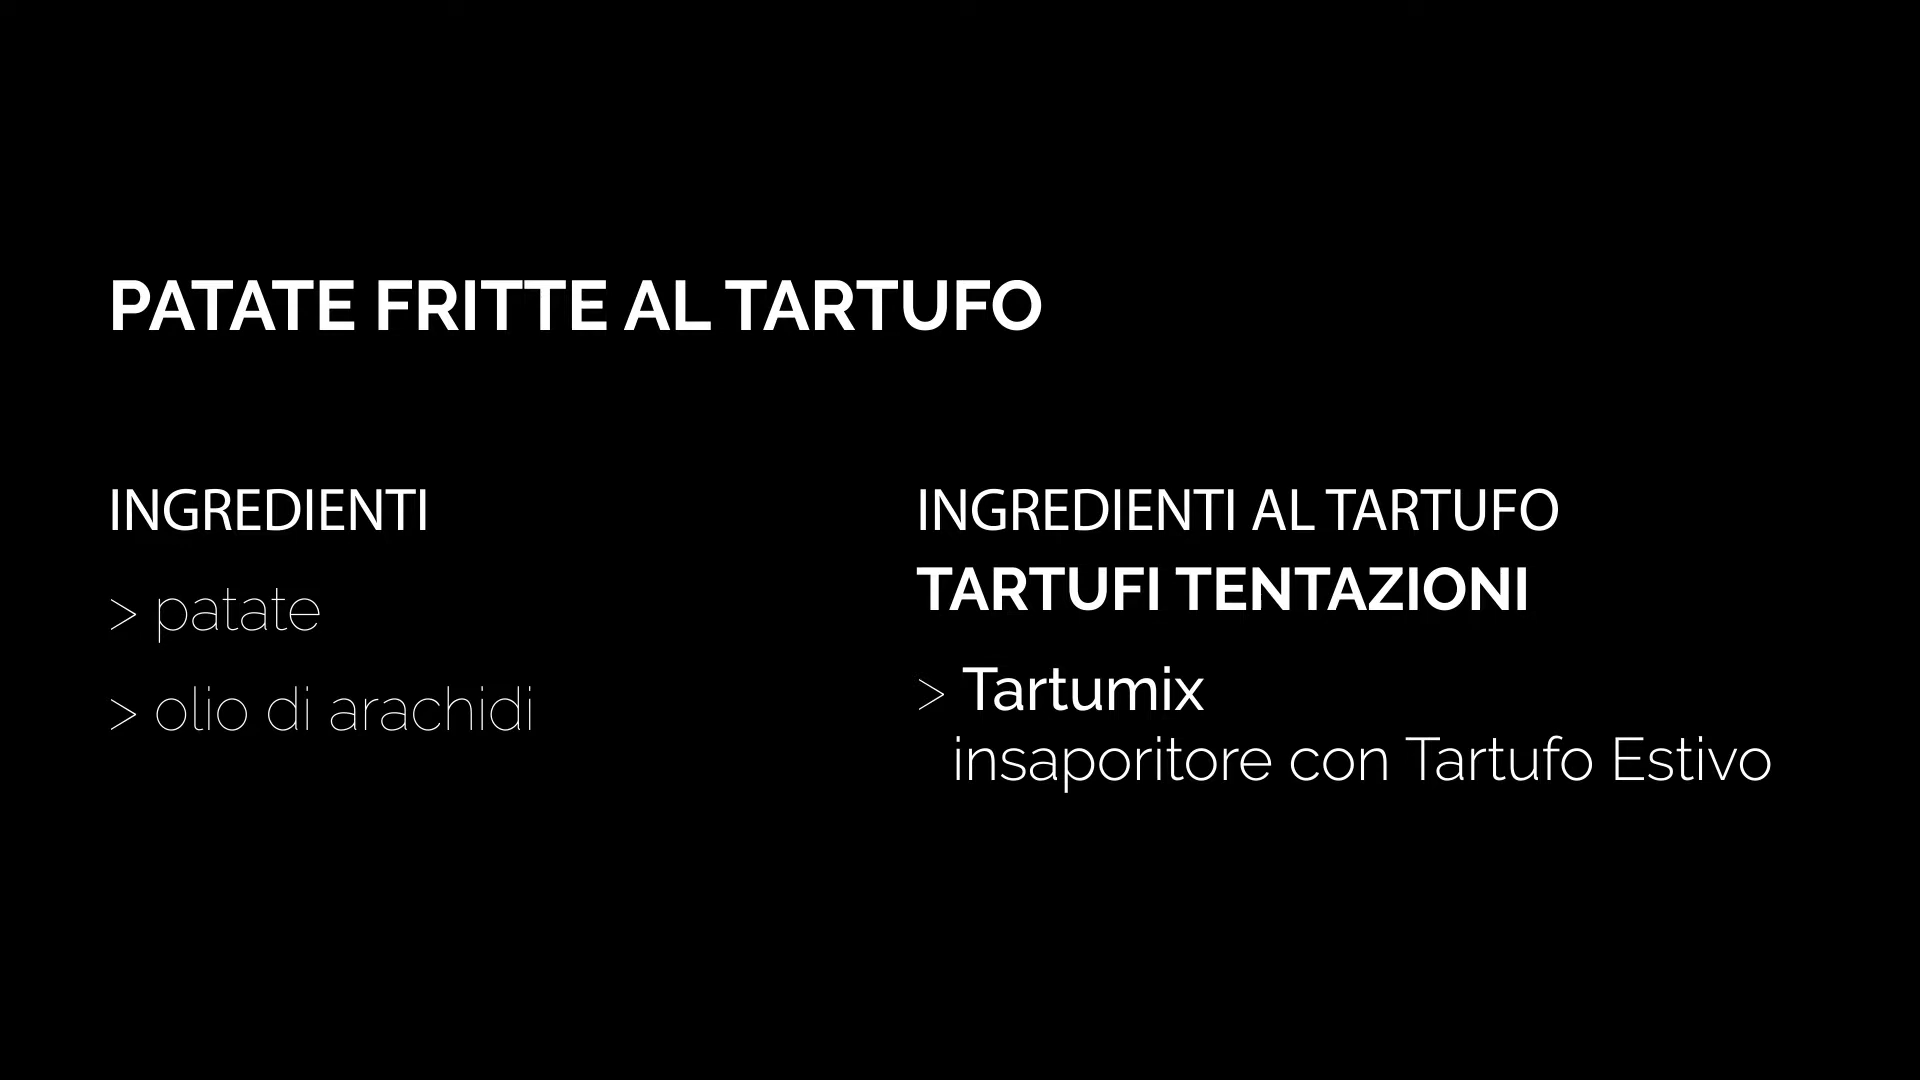 PATATE FRITTE AL TARTUFO
INGREDIENTI
> patate
> olio di arachidi
INGREDIENTI AL TARTUFO
TARTUFI TENTAZIONI
> Tartumix
insaporitore con Tartufo Estivo